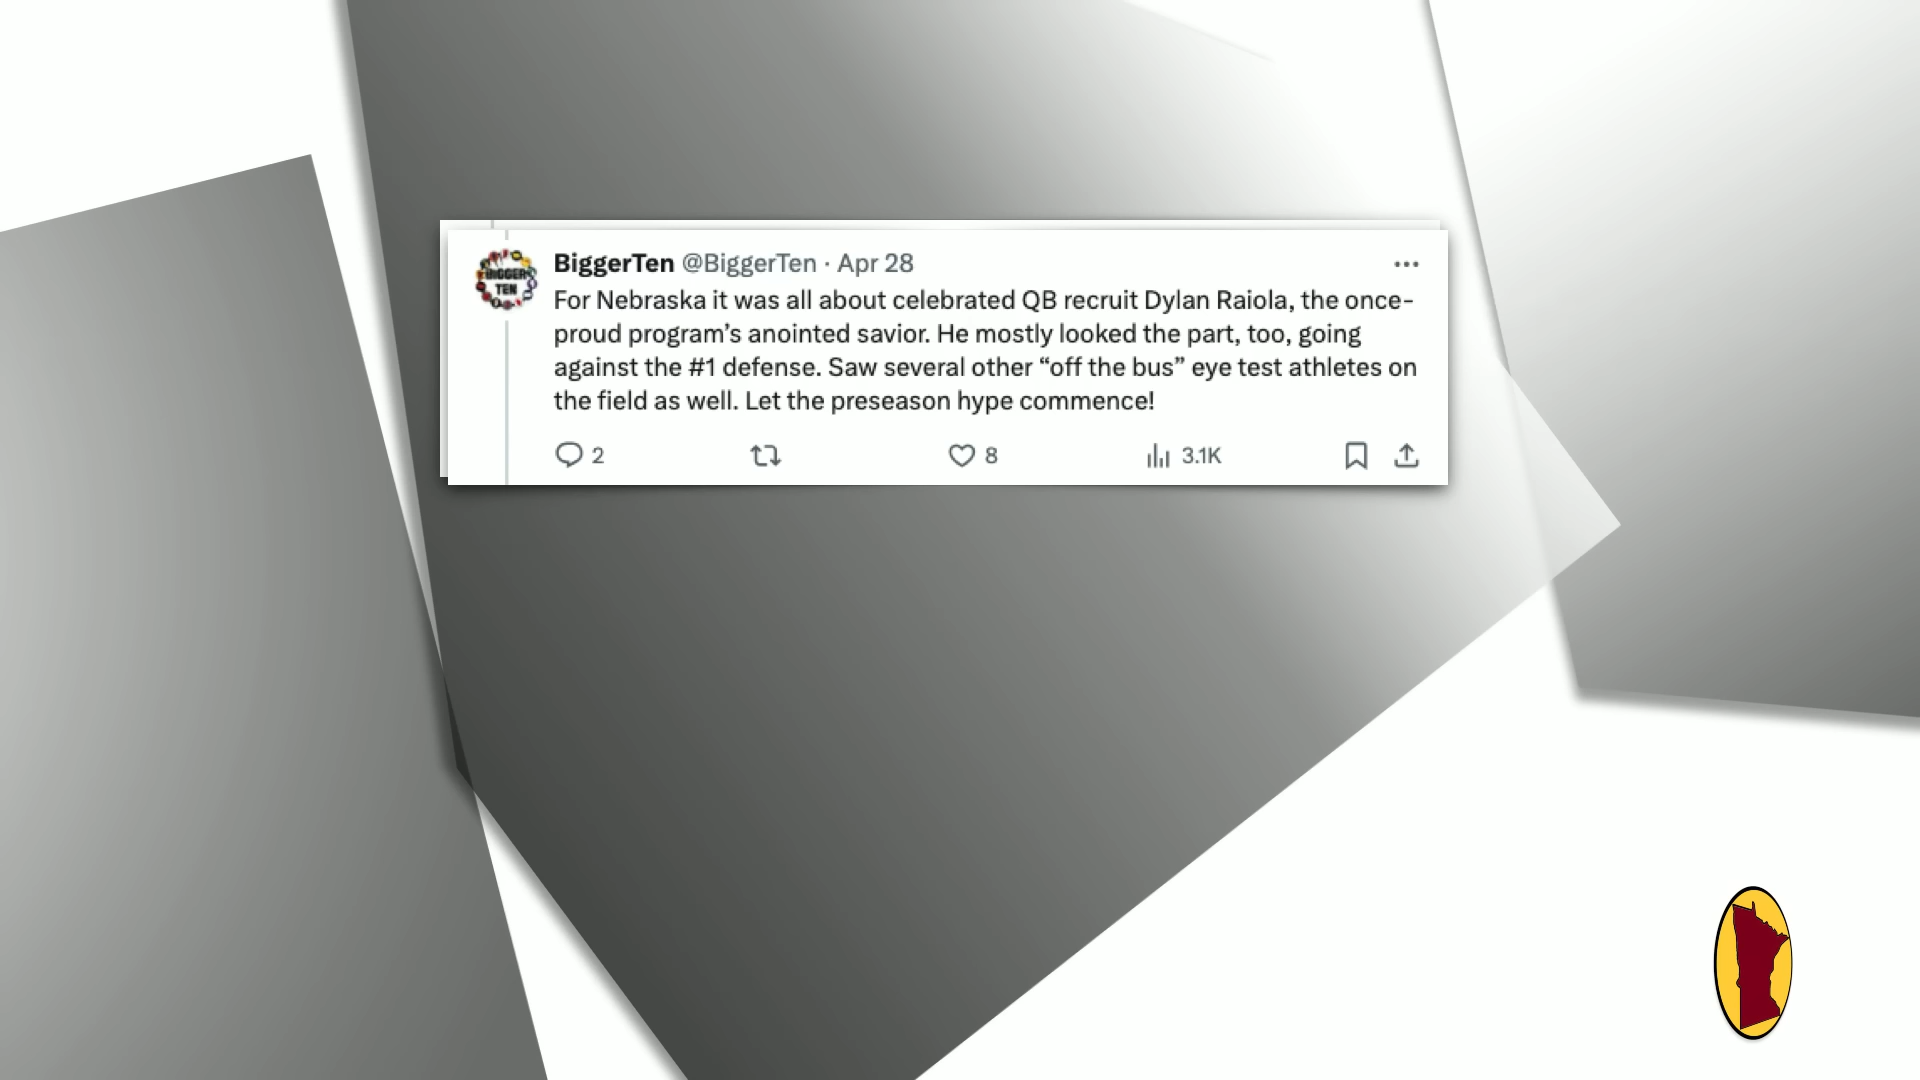 BIGGER
TEN
BiggerTen @BiggerTen · Apr 28
For Nebraska it was all about celebrated QB recruit Dylan Raiola, the once-
proud program’s anointed savior. He mostly looked the part, too, going
against the #1 defense. Saw several other “off the bus” eye test athletes on
the field as well. Let the preseason hype commence!
2 8 3.1K